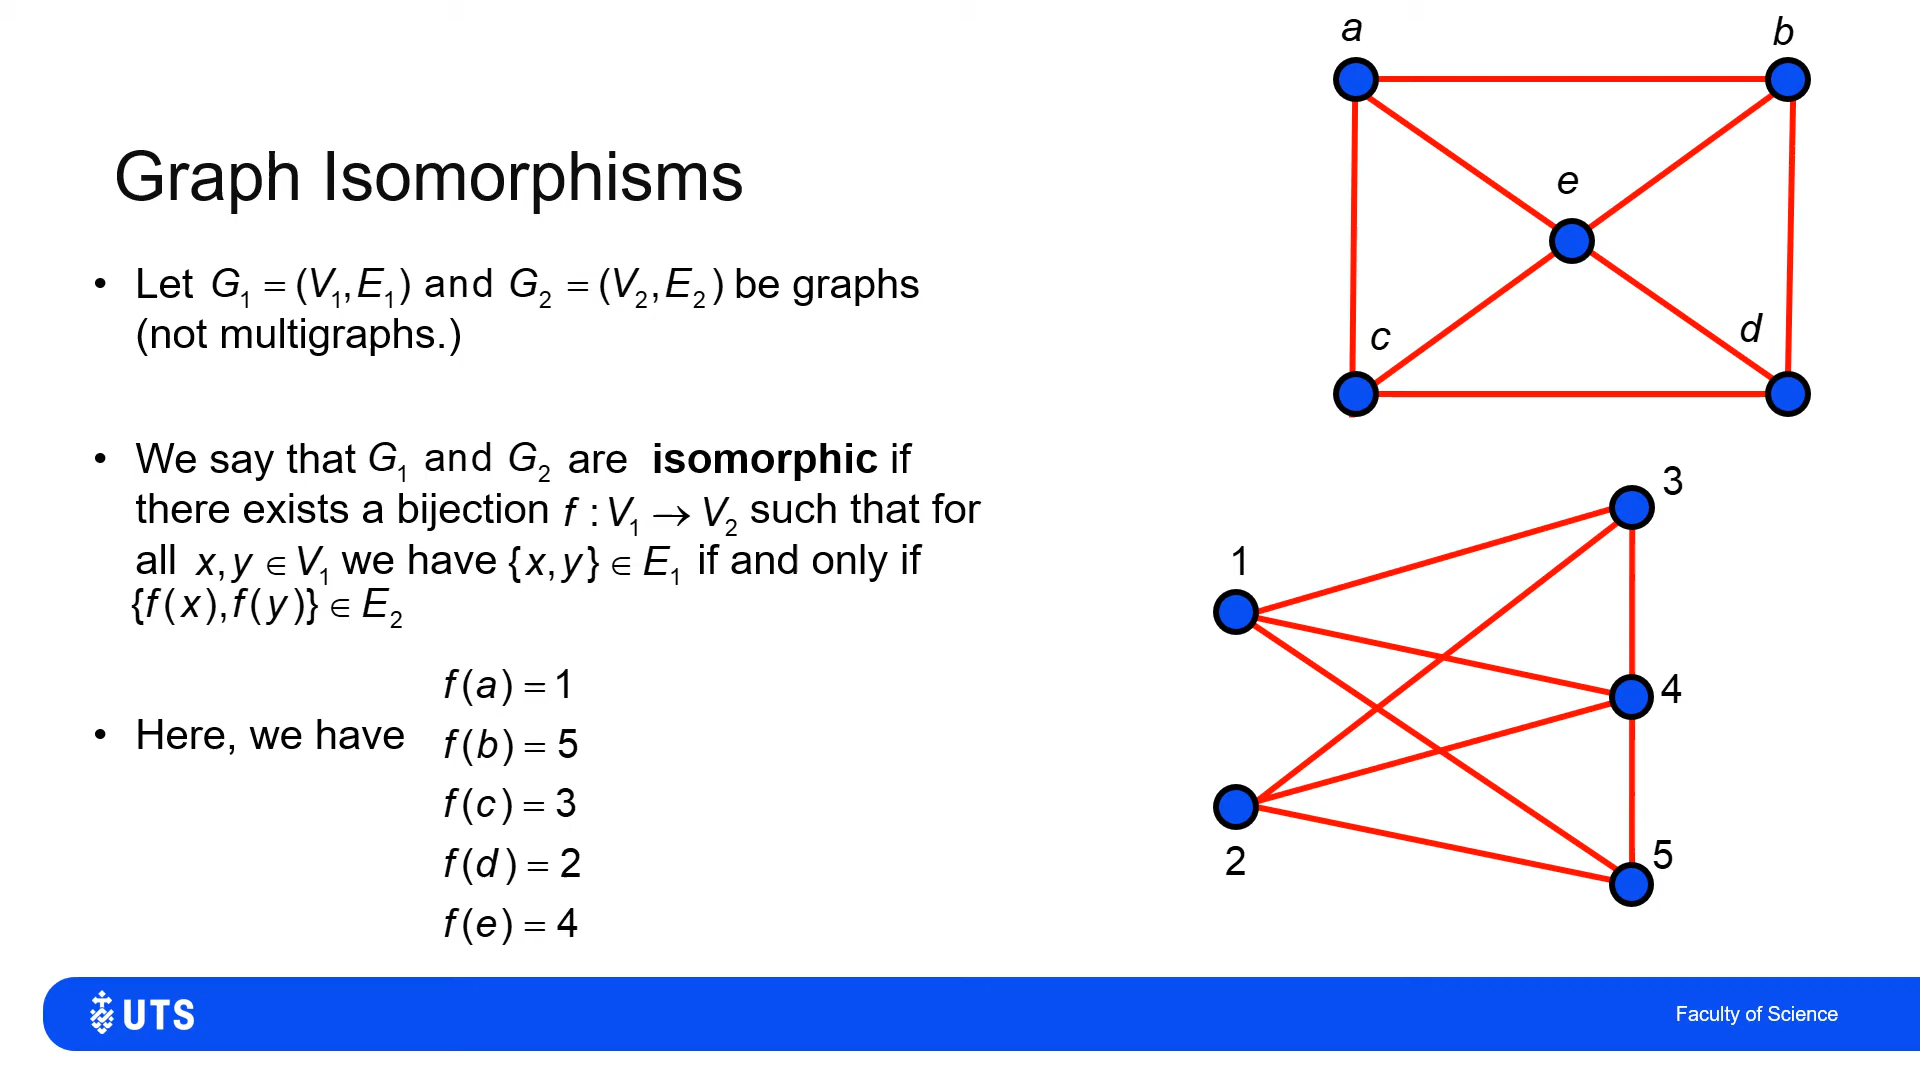 Graph Isomorphisms
• Let G₁ = (V₁,E₁) and G₂ = (V₂,E₂) be graphs
(not multigraphs.)
• We say that G₁ and G₂ are isomorphic if
there exists a bijection f : V₁ → V₂ such that for
all x,y ∈ V₁ we have {x,y} ∈ E₁ if and only if
{f(x),f(y)} ∈ E₂
• Here, we have
f(a) = 1
f(b) = 5
f(c) = 3
f(d) = 2
f(e) = 4
a
b
e
c
d
3
1
4
2
5
UTS
Faculty of Science